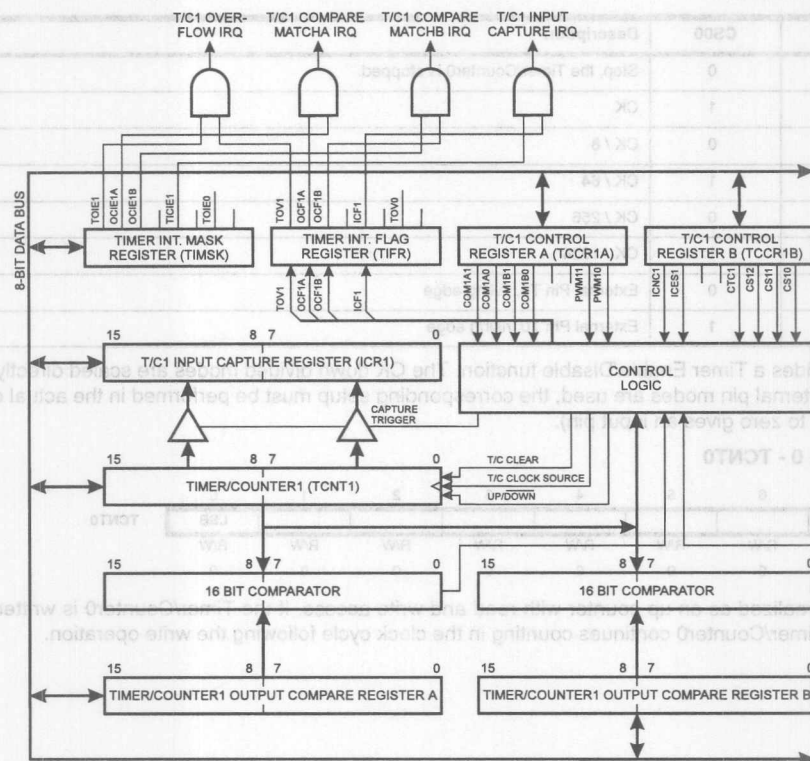 T/C1 OVER-
FLOW IRQ
T/C1 COMPARE
MATCHA IRQ
T/C1 COMPARE
MATCHB IRQ
T/C1 INPUT
CAPTURE IRQ
8-BIT DATA BUS
TOIE1
OCIE1A
OCIE1B
TICIE1
TOIE0
TOV1
OCF1A
OCF1B
ICF1
TOV0
TIMER INT. MASK
REGISTER (TIMSK)
TIMER INT. FLAG
REGISTER (TIFR)
T/C1 CONTROL
REGISTER A (TCCR1A)
T/C1 CONTROL
REGISTER B (TCCR1B)
TOV1
OCF1A
OCF1B
ICF1
COM1A1
COM1A0
COM1B1
COM1B0
PWM11
PWM10
ICNC1
ICES1
CTC1
CS12
CS11
CS10
15 8 7 0
T/C1 INPUT CAPTURE REGISTER (ICR1)
CONTROL
LOGIC
CAPTURE
TRIGGER
15 8 7 0
TIMER/COUNTER1 (TCNT1)
T/C CLEAR
T/C CLOCK SOURCE
UP/DOWN
15 8 7 0
16 BIT COMPARATOR
15 8 7
16 BIT COMPARATOR
15 8 7 0
TIMER/COUNTER1 OUTPUT COMPARE REGISTER A
15 8 7
TIMER/COUNTER1 OUTPUT COMPARE REGISTER B